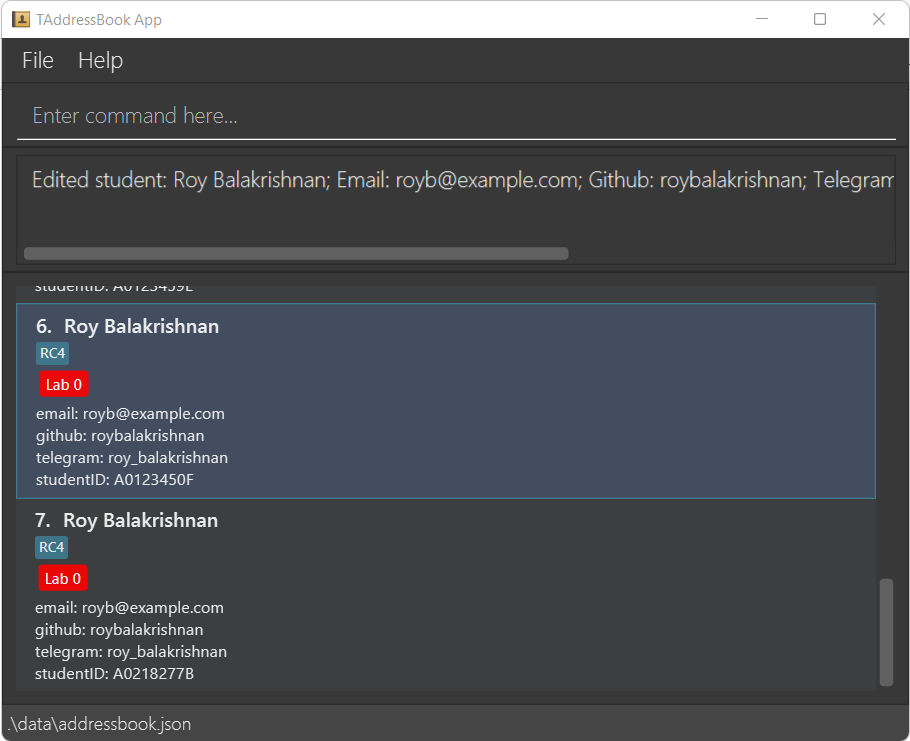 TAddressBook App
File Help
Enter command here...
Edited student: Roy Balakrishnan; Email: royb@example.com; Github: roybalakrishnan; Telegram
6. Roy Balakrishnan
RC4
Lab 0
email: royb@example.com
github: roybalakrishnan
telegram: roy_balakrishnan
studentID: A0123450F
7. Roy Balakrishnan
RC4
Lab 0
email: royb@example.com
github: roybalakrishnan
telegram: roy_balakrishnan
studentID: A0218277B
.\data\addressbook.json